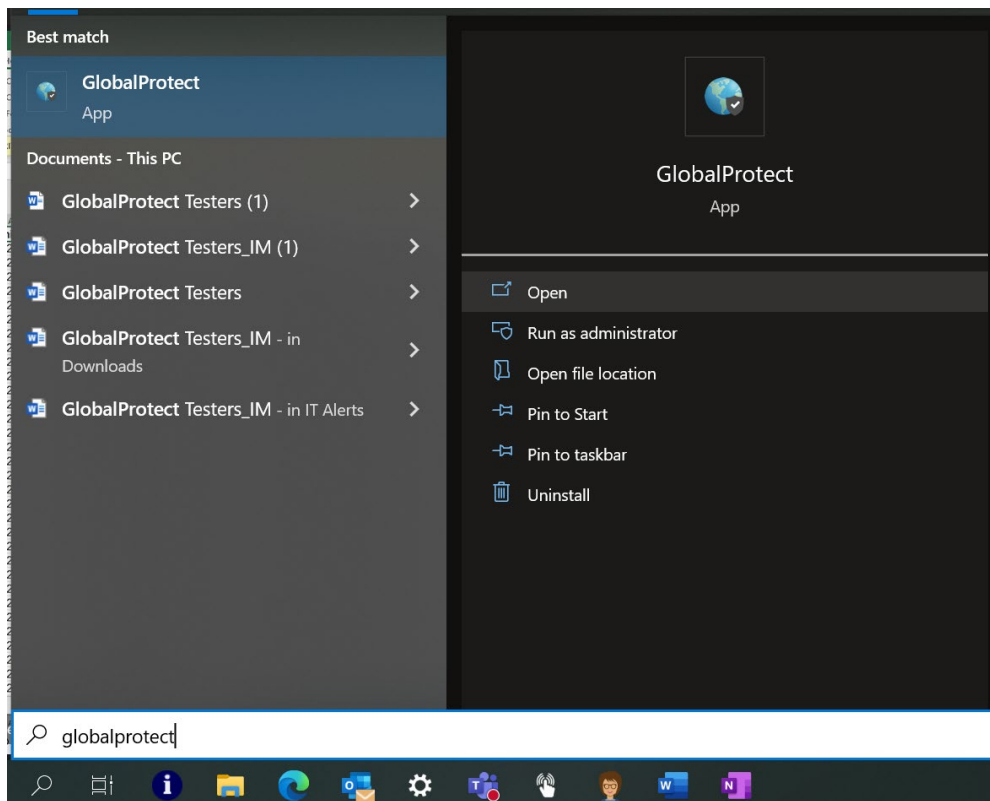 Best match
GlobalProtect
App
Documents - This PC
GlobalProtect Testers (1)
GlobalProtect Testers_IM (1)
GlobalProtect Testers
GlobalProtect Testers_IM - in
Downloads
GlobalProtect Testers_IM - in IT Alerts
GlobalProtect
App
Open
Run as administrator
Open file location
Pin to Start
Pin to taskbar
Uninstall
globalprotect